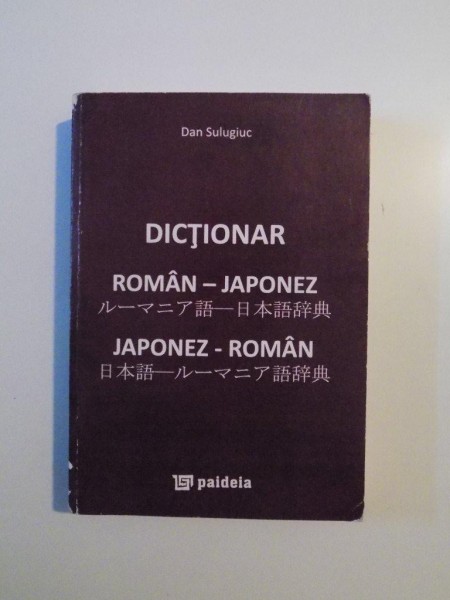 Dan Sulugiuc
DICŢIONAR
ROMÂN – JAPONEZ
ルーマニア語―日本語辞典
JAPONEZ - ROMÂN
日本語―ルーマニア語辞典
paideia